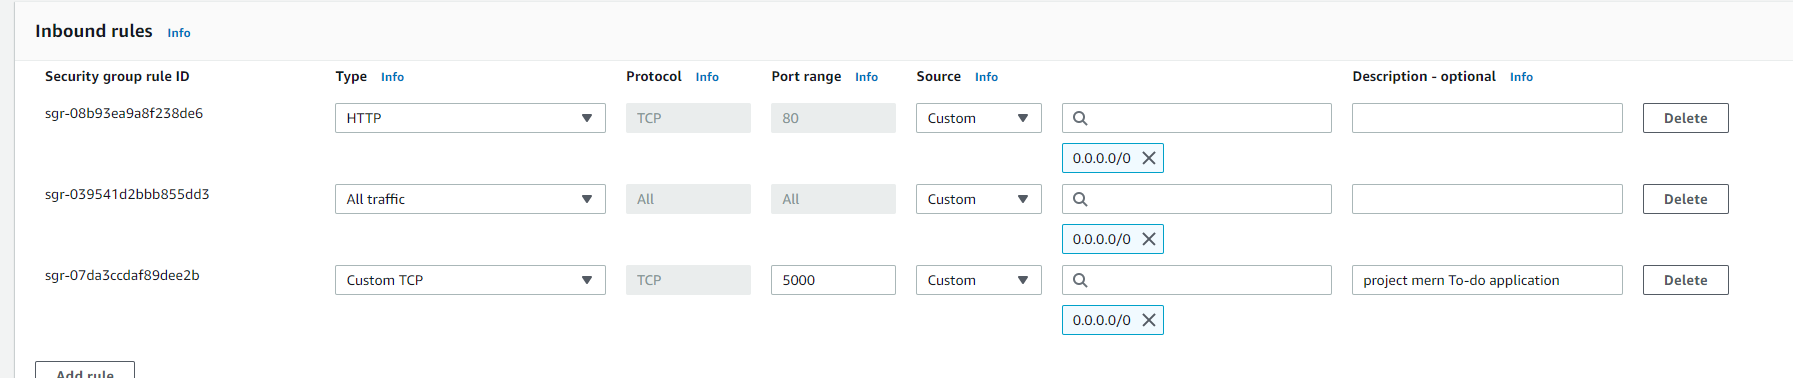 Inbound rules Info
Security group rule ID Type Info Protocol Info Port range Info Source Info Description - optional Info
sgr-08b93ea9a8f238de6 HTTP TCP 80 Custom Delete
0.0.0.0/0
sgr-039541d2bbb855dd3 All traffic All All Custom Delete
0.0.0.0/0
sgr-07da3ccdaf89dee2b Custom TCP TCP 5000 Custom project mern To-do application Delete
0.0.0.0/0
Add rule